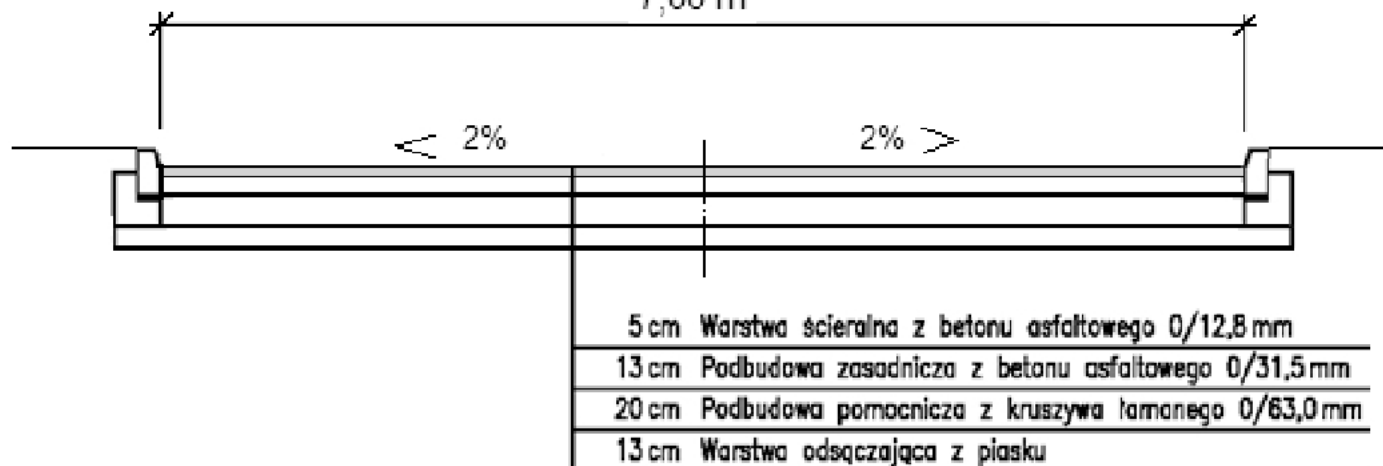 2% 2%
5 cm Warstwa ścieralna z betonu asfaltowego 0/12,8 mm
13 cm Podbudowa zasadnicza z betonu asfaltowego 0/31,5 mm
20 cm Podbudowa pomocnicza z kruszywa łamanego 0/63,0 mm
13 cm Warstwa odsączająca z piasku